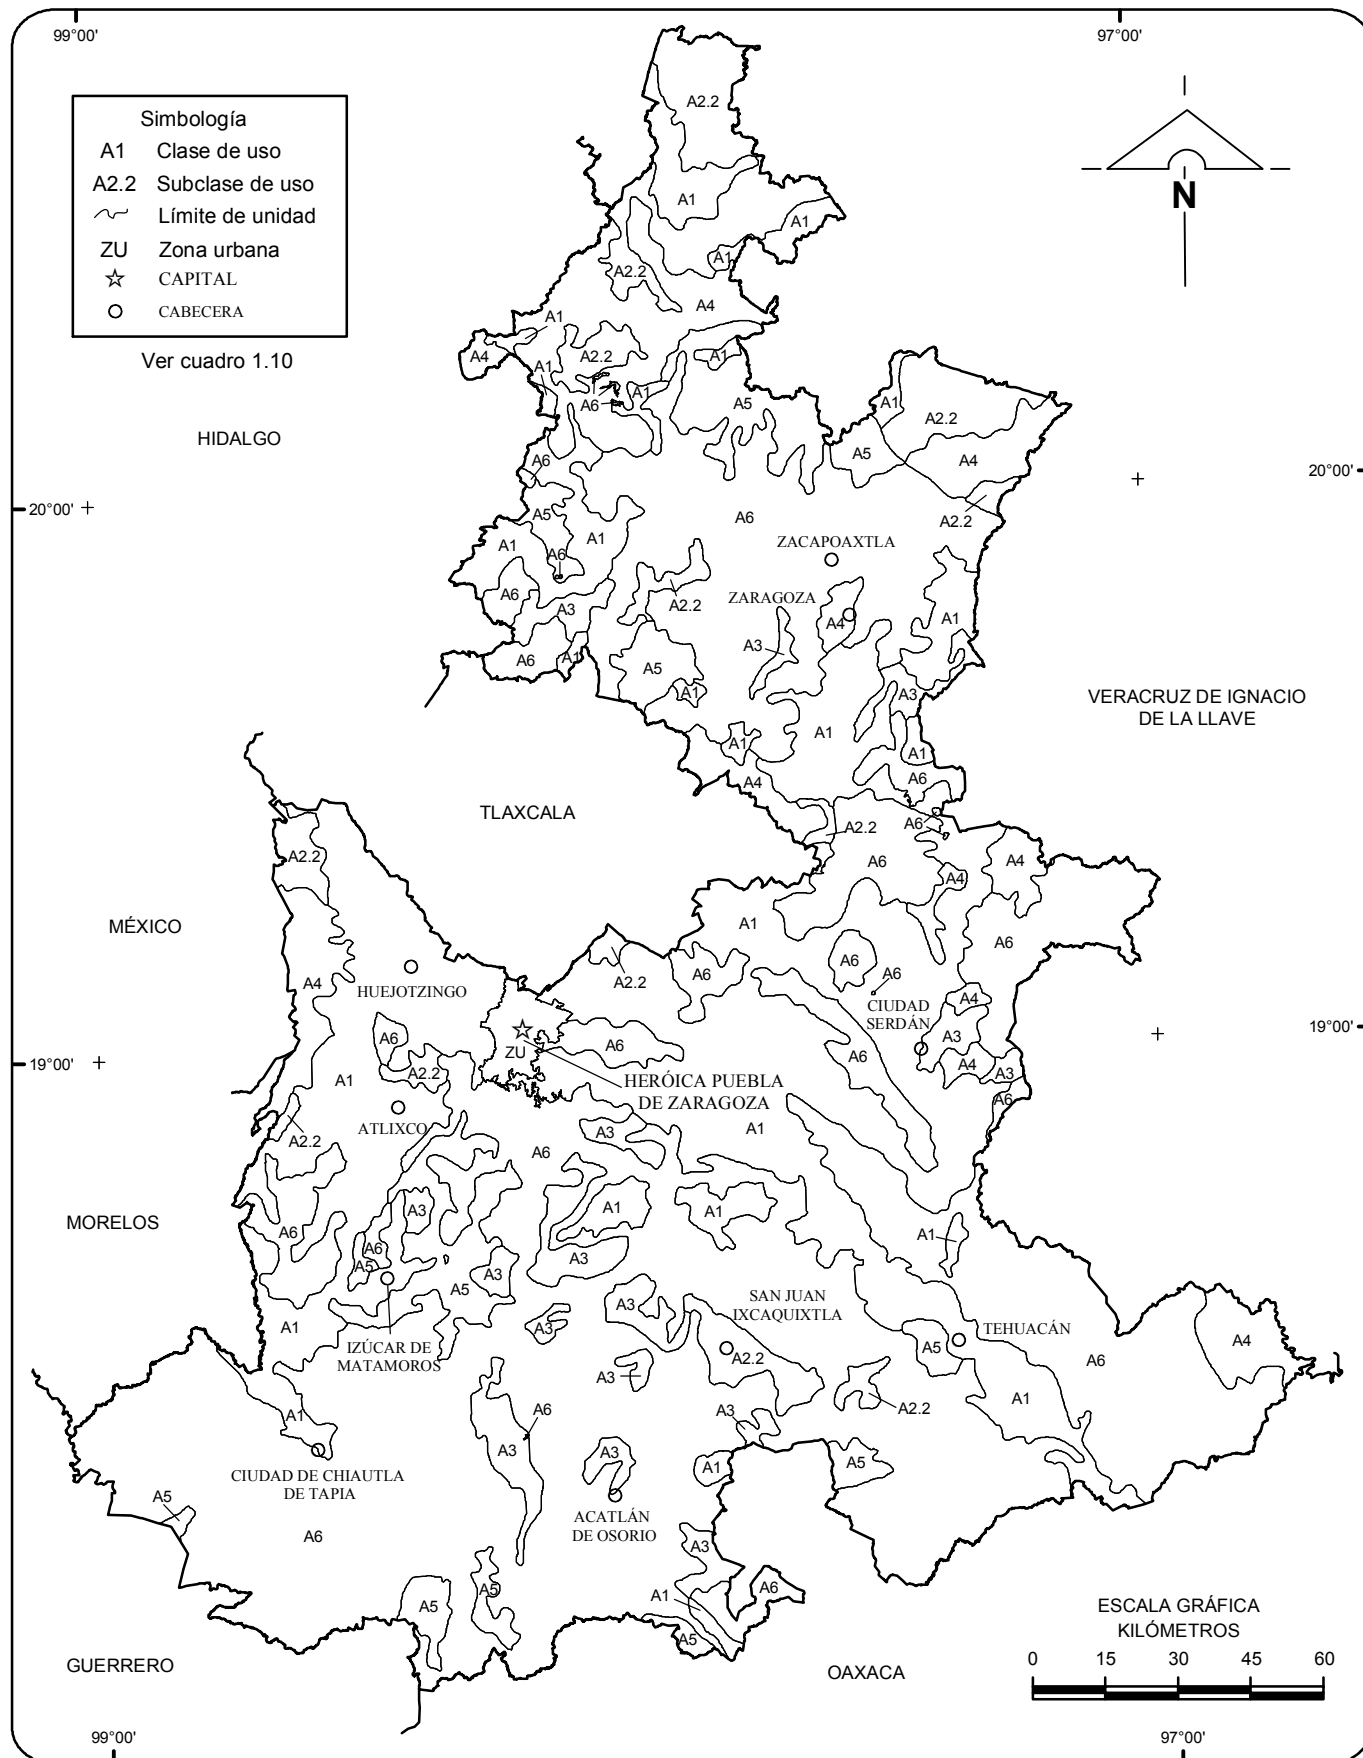 99°00'
97°00'
Simbología
A1 Clase de uso
A2.2 Subclase de uso
Límite de unidad
ZU Zona urbana
CAPITAL
CABECERA
Ver cuadro 1.10
N
A2.2
A1
A1
A1
A2.2
A4
A1
A4
A2.2
A1
A1
A1
A6
A5
A1
A2.2
HIDALGO
A5
A4
A6
20°00'
20°00'
A5
A6
A2.2
A1
A1
ZACAPOAXTLA
A6
A6
A3
A2.2
ZARAGOZA
A4
A1
A3
A6
A1
A5
A1
A3
VERACRUZ DE IGNACIO
DE LA LLAVE
A1
A1
A1
A4
A6
TLAXCALA
A2.2
A6
A2.2
A6
A4
A4
MÉXICO
A1
A6
A4
A2.2
A6
A6
A6
HUEJOTZINGO
CIUDAD
SERDÁN
A4
A6
ZU
A6
A3
19°00'
19°00'
A6
A4
A3
A2.2
A1
HERÓICA PUEBLA
DE ZARAGOZA
A6
ATLIXCO
A3
A1
A2.2
A6
MORELOS
A3
A1
A1
A6
A1
A6
A5
A3
A3
A5
SAN JUAN
IXCAQUIXTLA
A3
A1
A3
TEHUACÁN
IZÚCAR DE
MATAMOROS
A2.2
A5
A6
A4
A3
A2.2
A1
A1
A6
A3
A3
A3
A1
A5
CIUDAD DE CHIAUTLA
DE TAPIA
A5
ACATLÁN
DE OSORIO
A6
A3
A5
A1
A6
A5
A5
ESCALA GRÁFICA
KILÓMETROS
GUERRERO
OAXACA
0 15 30 45 60
99°00'
97°00'